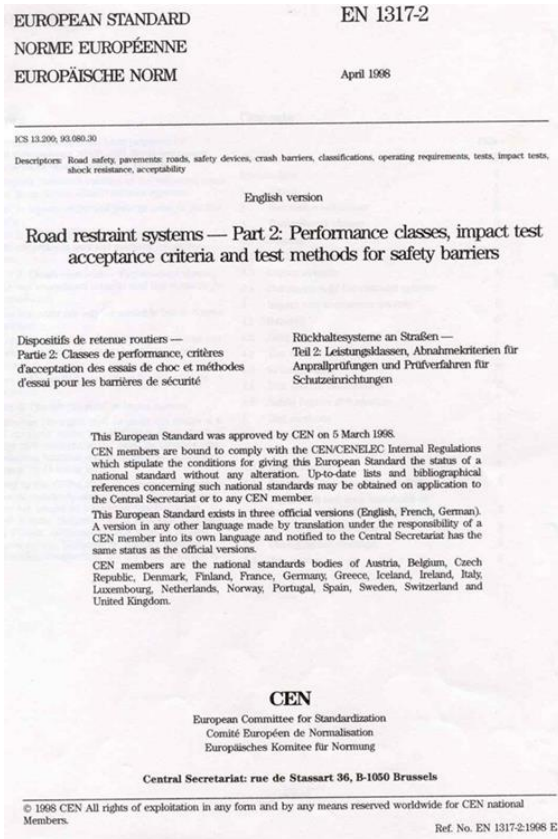 EUROPEAN STANDARD
NORME EUROPÉENNE
EUROPÄISCHE NORM
EN 1317-2
April 1998
ICS 13.200; 93.080.30
Descriptors: Road safety, pavements: roads, safety devices, crash barriers, classifications, operating requirements, tests, impact tests,
shock resistance, acceptability
English version
Road restraint systems — Part 2: Performance classes, impact test
acceptance criteria and test methods for safety barriers
Dispositifs de retenue routiers —
Partie 2: Classes de performance, critères
d'acceptation des essais de choc et méthodes
d'essai pour les barrières de sécurité
Rückhaltesysteme an Straßen —
Teil 2: Leistungsklassen, Abnahmekriterien für
Anprallprüfungen und Prüfverfahren für
Schutzeinrichtungen
This European Standard was approved by CEN on 5 March 1998.
CEN members are bound to comply with the CEN/CENELEC Internal Regulations
which stipulate the conditions for giving this European Standard the status of a
national standard without any alteration. Up-to-date lists and bibliographical
references concerning such national standards may be obtained on application to
the Central Secretariat or to any CEN member.
This European Standard exists in three official versions (English, French, German).
A version in any other language made by translation under the responsibility of a
CEN member into its own language and notified to the Central Secretariat has the
same status as the official versions.
CEN members are the national standards bodies of Austria, Belgium, Czech
Republic, Denmark, Finland, France, Germany, Greece, Iceland, Ireland, Italy,
Luxembourg, Netherlands, Norway, Portugal, Spain, Sweden, Switzerland and
United Kingdom.
CEN
European Committee for Standardization
Comité Européen de Normalisation
Europäisches Komitee für Normung
Central Secretariat: rue de Stassart 36, B-1050 Brussels
© 1998 CEN All rights of exploitation in any form and by any means reserved worldwide for CEN national
Members.
Ref. No. EN 1317-2:1998 E